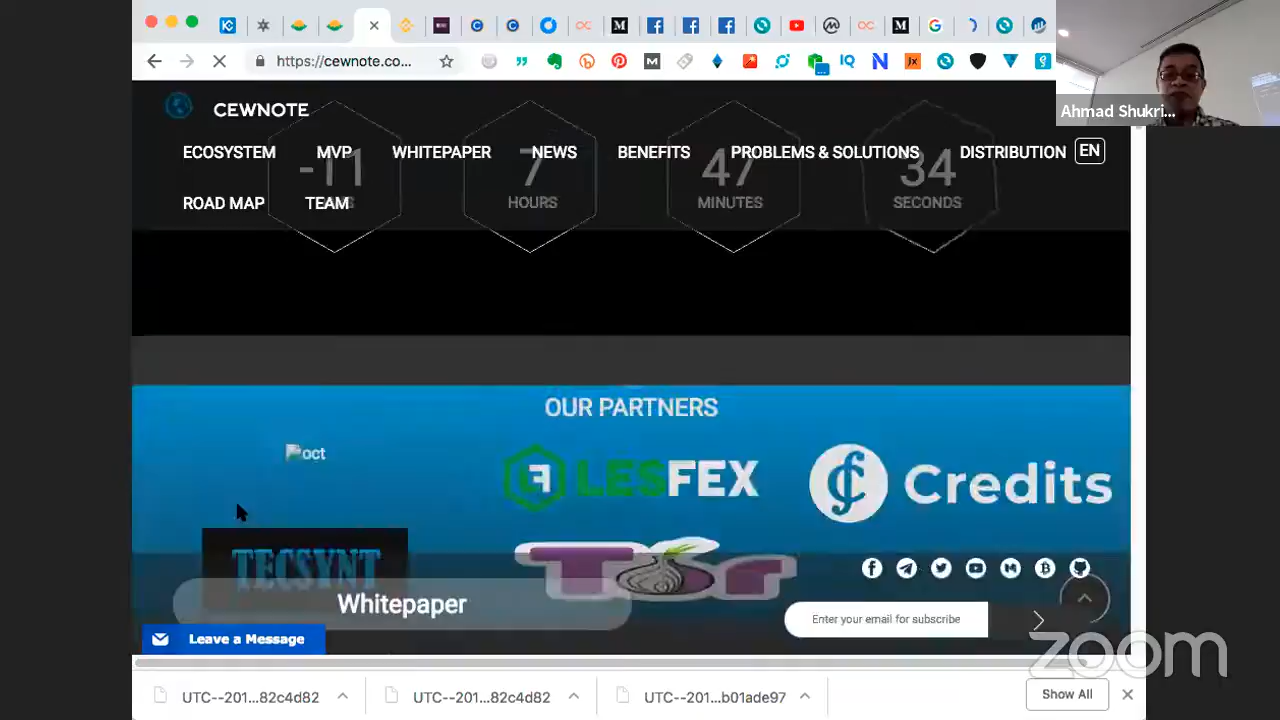 https://cewnote.co...
Ahmad Shukri...
CEWNOTE
ECOSYSTEM MVP WHITEPAPER NEWS BENEFITS PROBLEMS & SOLUTIONS DISTRIBUTION EN
-11 7 47 34
HOURS MINUTES SECONDS
ROAD MAP TEAM
OUR PARTNERS
oct
LESFEX
Credits
TECSYNT
Tor
Whitepaper
Enter your email for subscribe
Leave a Message
zoom
UTC--201...82c4d82 UTC--201...82c4d82 UTC--201...b01ade97 Show All